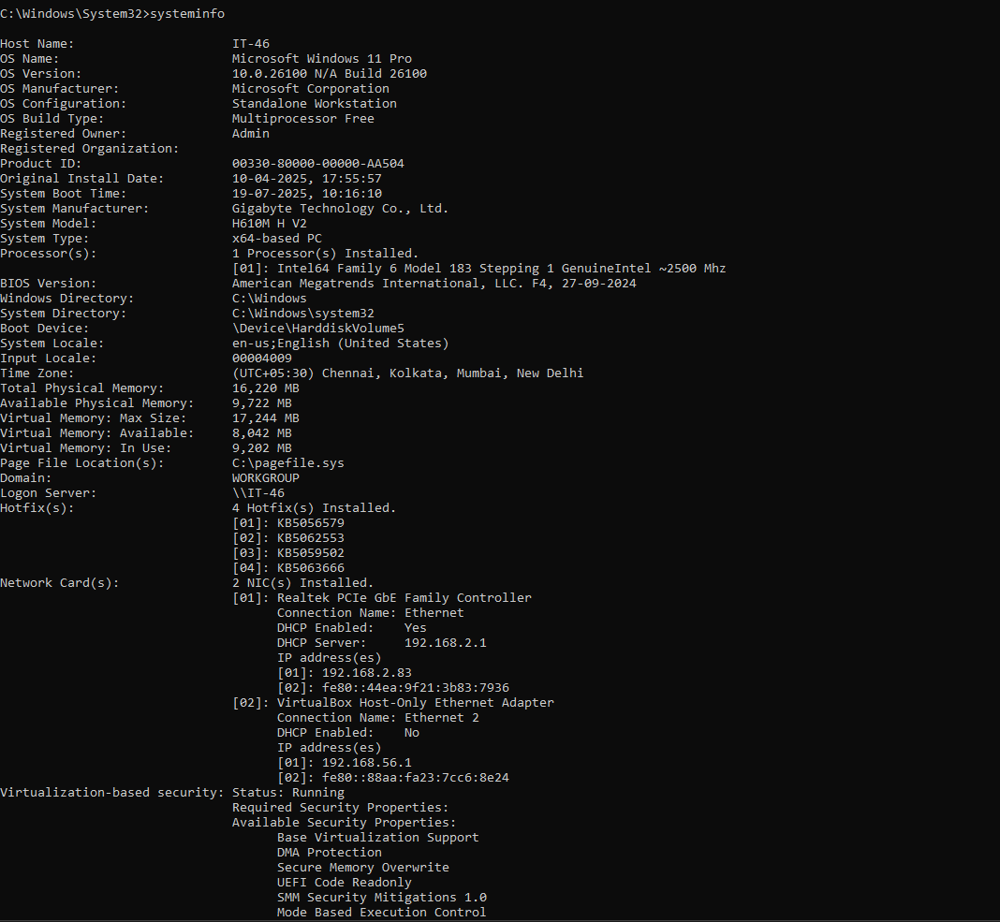 C:\Windows\System32>systeminfo
Host Name: IT-46
OS Name: Microsoft Windows 11 Pro
OS Version: 10.0.26100 N/A Build 26100
OS Manufacturer: Microsoft Corporation
OS Configuration: Standalone Workstation
OS Build Type: Multiprocessor Free
Registered Owner: Admin
Registered Organization:
Product ID: 00330-80000-00000-AA504
Original Install Date: 10-04-2025, 17:55:57
System Boot Time: 19-07-2025, 10:16:10
System Manufacturer: Gigabyte Technology Co., Ltd.
System Model: H610M H V2
System Type: x64-based PC
Processor(s): 1 Processor(s) Installed.
[01]: Intel64 Family 6 Model 183 Stepping 1 GenuineIntel ~2500 Mhz
BIOS Version: American Megatrends International, LLC. F4, 27-09-2024
Windows Directory: C:\Windows
System Directory: C:\Windows\system32
Boot Device: \Device\HarddiskVolume5
System Locale: en-us;English (United States)
Input Locale: 00004009
Time Zone: (UTC+05:30) Chennai, Kolkata, Mumbai, New Delhi
Total Physical Memory: 16,220 MB
Available Physical Memory: 9,722 MB
Virtual Memory: Max Size: 17,244 MB
Virtual Memory: Available: 8,042 MB
Virtual Memory: In Use: 9,202 MB
Page File Location(s): C:\pagefile.sys
Domain: WORKGROUP
Logon Server: \\IT-46
Hotfix(s): 4 Hotfix(s) Installed.
[01]: KB5056579
[02]: KB5062553
[03]: KB5059502
[04]: KB5063666
Network Card(s): 2 NIC(s) Installed.
[01]: Realtek PCIe GbE Family Controller
Connection Name: Ethernet
DHCP Enabled: Yes
DHCP Server: 192.168.2.1
IP address(es)
[01]: 192.168.2.83
[02]: fe80::44ea:9f21:3b83:7936
[02]: VirtualBox Host-Only Ethernet Adapter
Connection Name: Ethernet 2
DHCP Enabled: No
IP address(es)
[01]: 192.168.56.1
[02]: fe80::88aa:fa23:7cc6:8e24
Virtualization-based security: Status: Running
Required Security Properties:
Available Security Properties:
Base Virtualization Support
DMA Protection
Secure Memory Overwrite
UEFI Code Readonly
SMM Security Mitigations 1.0
Mode Based Execution Control